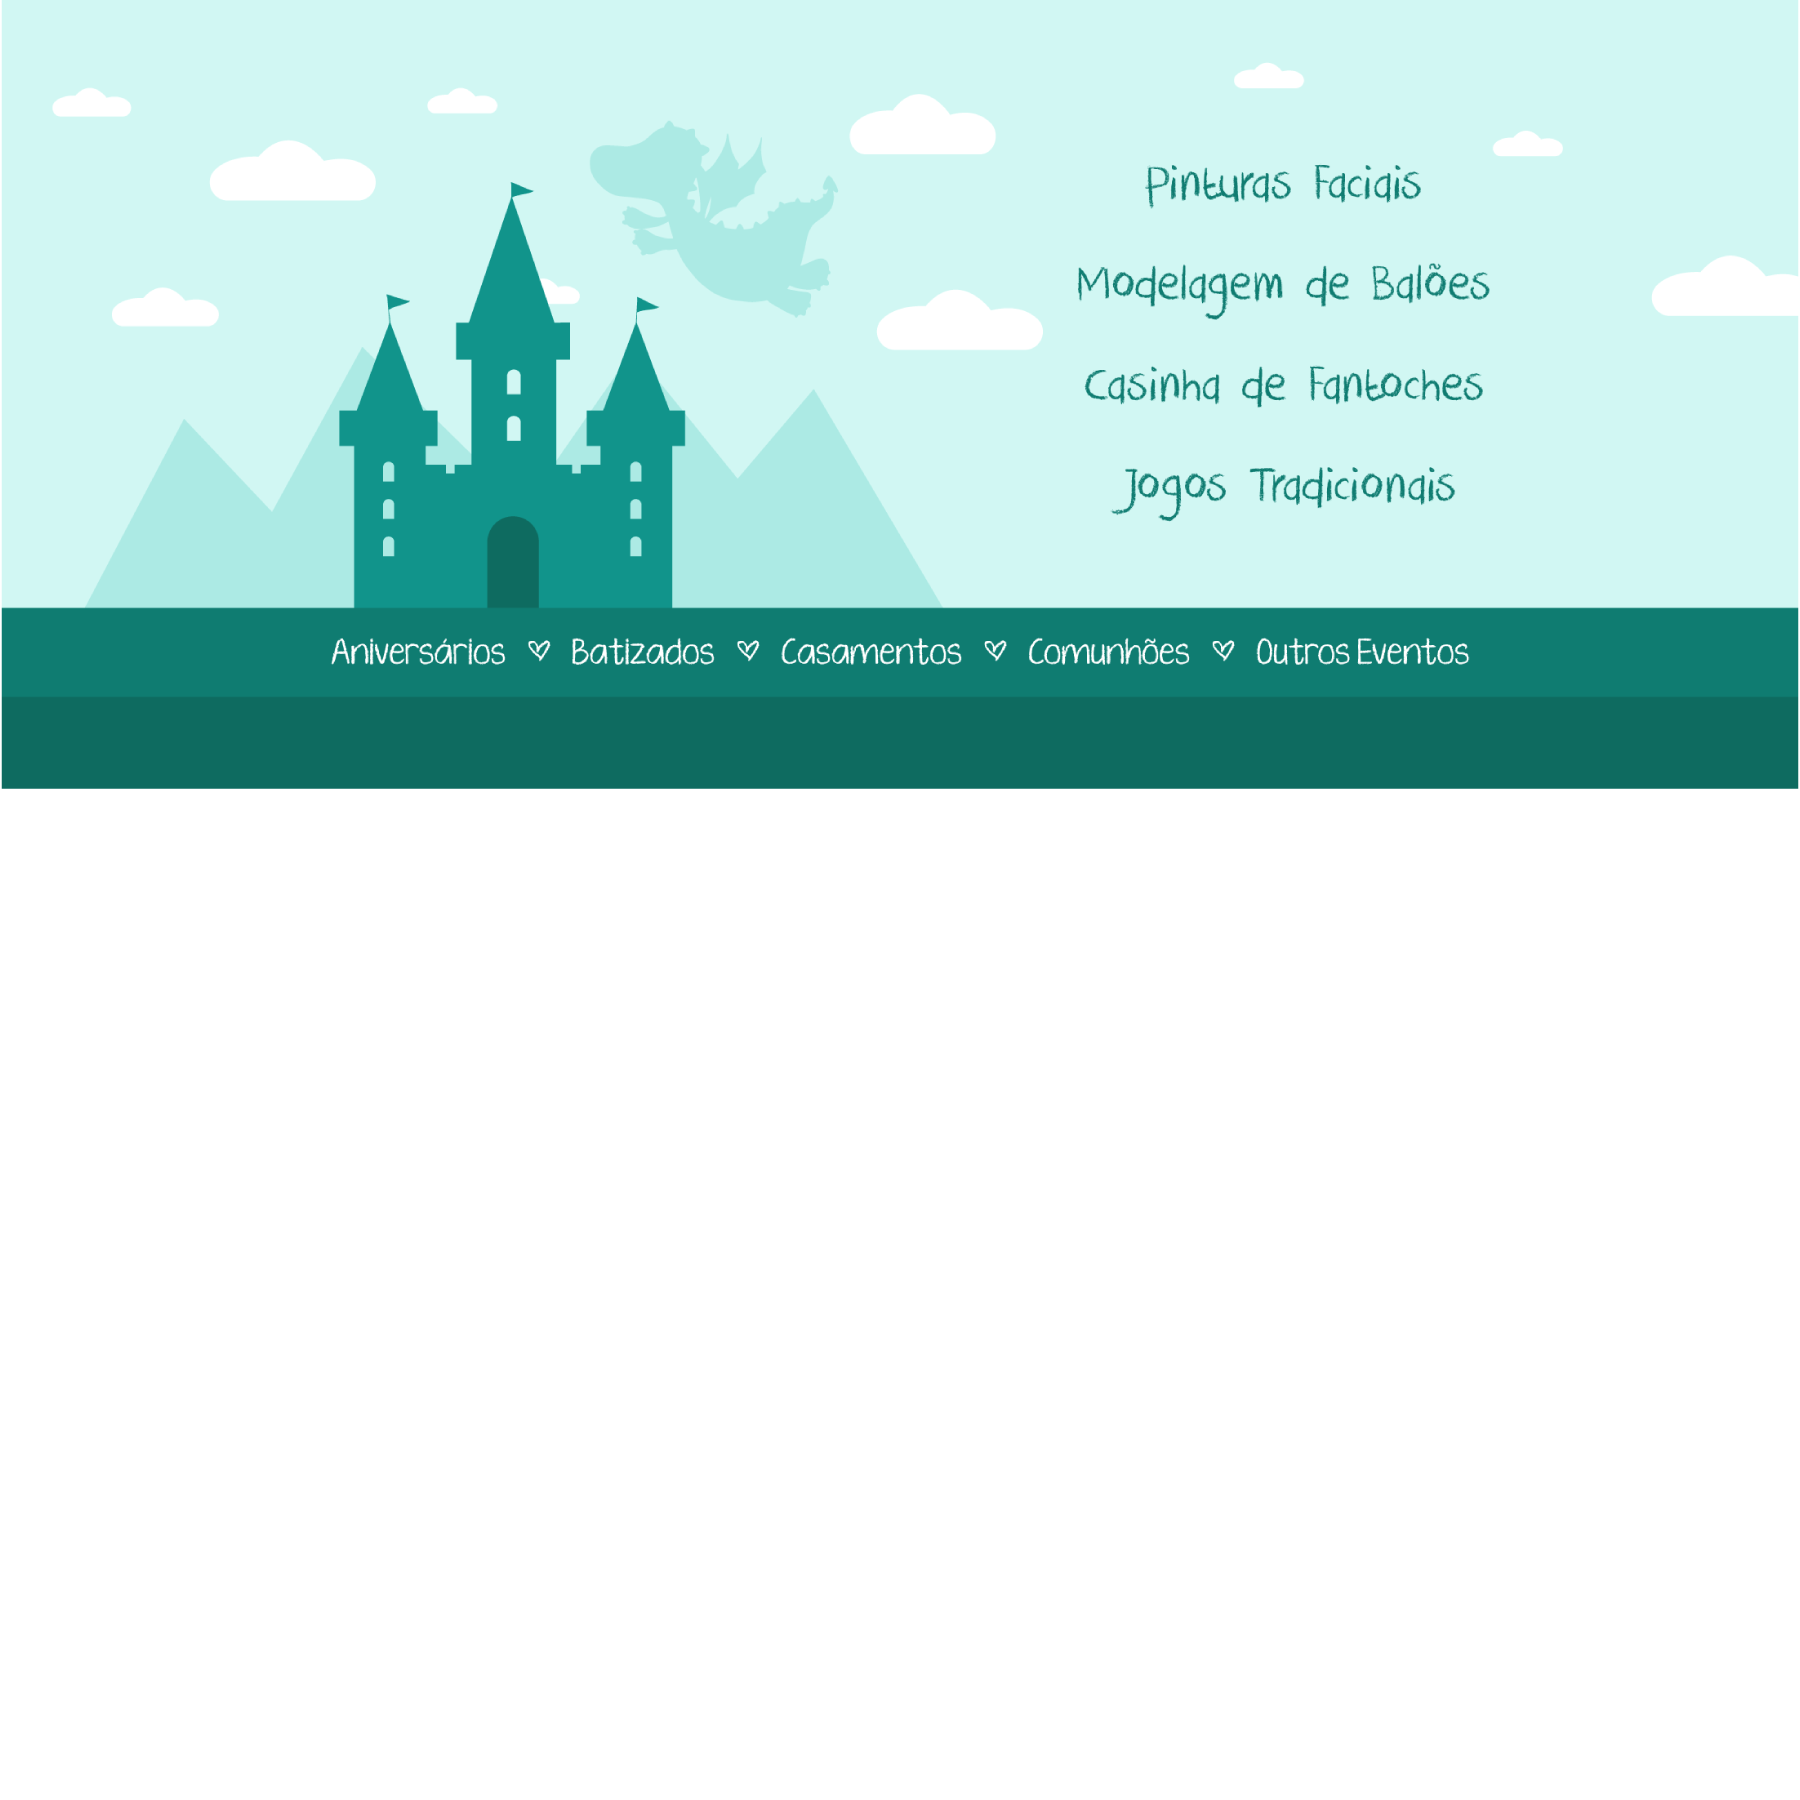 Pinturas Faciais
Modelagem de Balões
Casinha de Fantoches
Jogos Tradicionais
Aniversários ♡ Batizados ♡ Casamentos ♡ Comunhões ♡ Outros Eventos